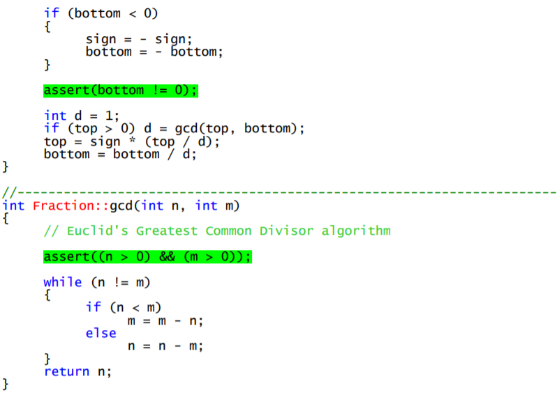 if (bottom < 0)
{
sign = - sign;
bottom = - bottom;
}
assert(bottom != 0);
int d = 1;
if (top > 0) d = gcd(top, bottom);
top = sign * (top / d);
bottom = bottom / d;
}
//----------------------------------------------------------------------
int Fraction::gcd(int n, int m)
{
// Euclid's Greatest Common Divisor algorithm
assert((n > 0) && (m > 0));
while (n != m)
{
if (n < m)
m = m - n;
else
n = n - m;
}
return n;
}